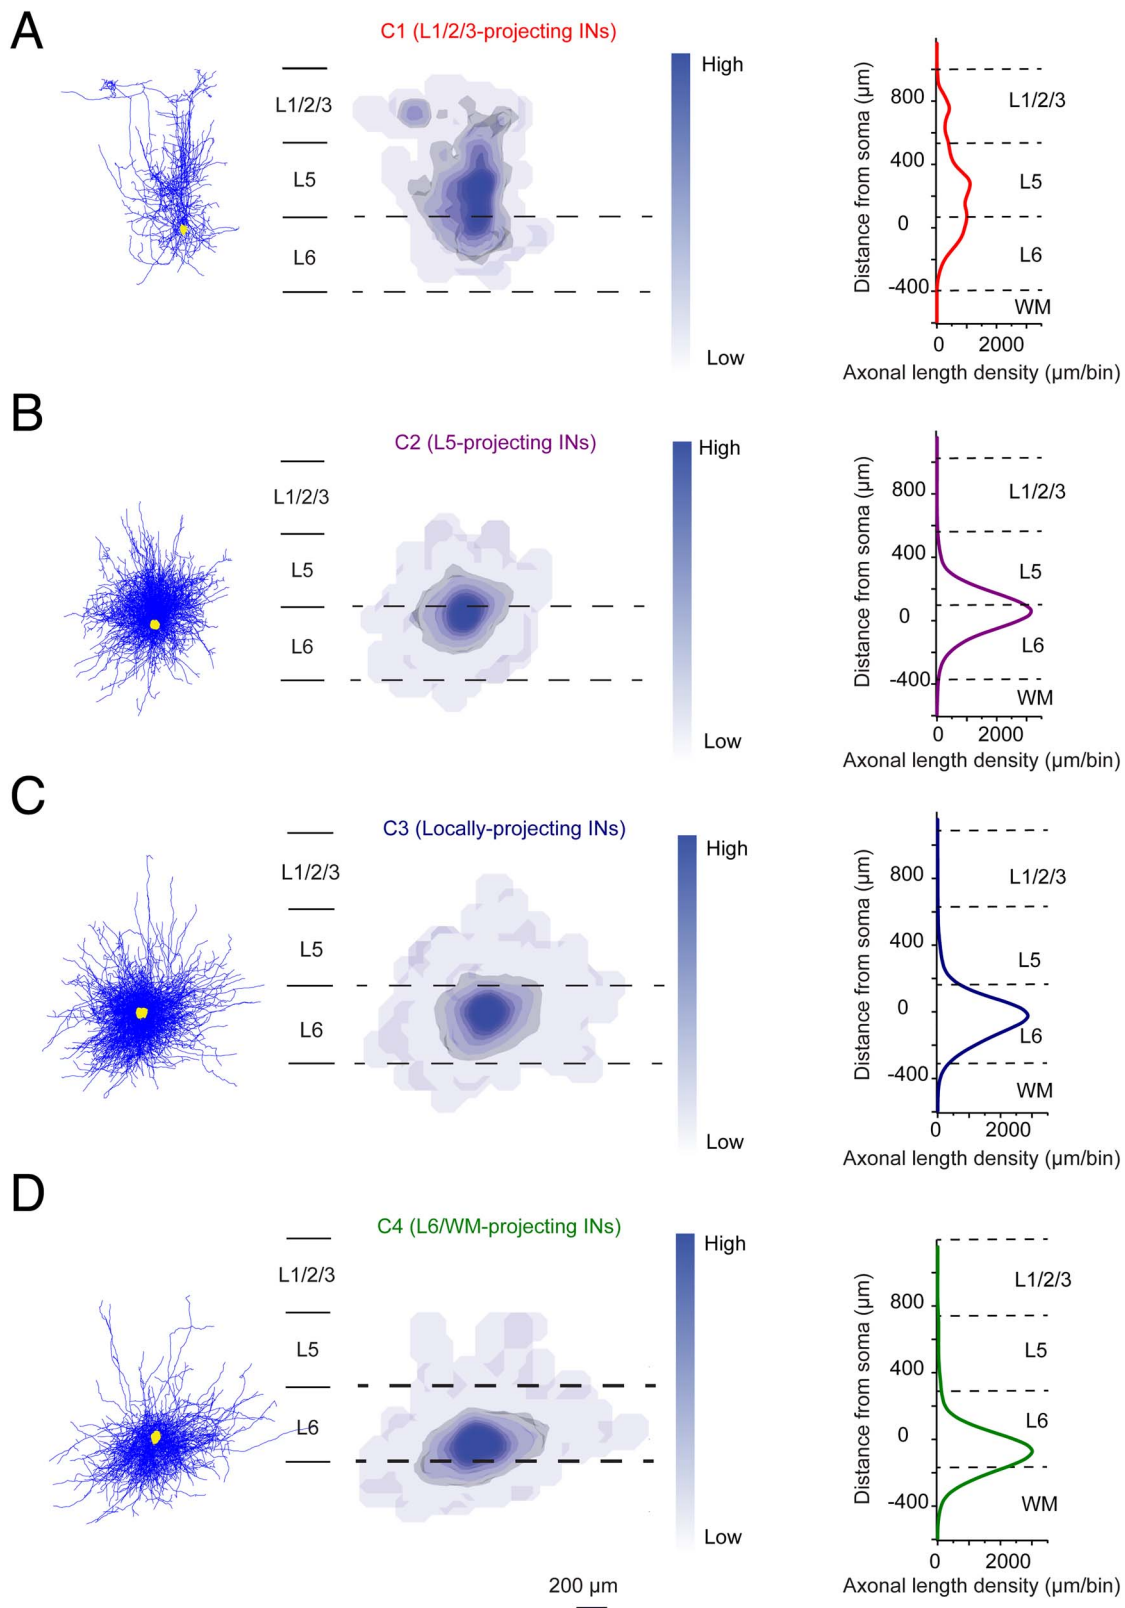 A
C1 (L1/2/3-projecting INs)
L1/2/3
L5
L6
High
Low
Distance from soma (µm)
800
400
0
-400
L1/2/3
L5
L6
WM
0 2000
Axonal length density (µm/bin)
B
C2 (L5-projecting INs)
L1/2/3
L5
L6
High
Low
Distance from soma (µm)
800
400
0
-400
L1/2/3
L5
L6
WM
0 2000
Axonal length density (µm/bin)
C
C3 (Locally-projecting INs)
L1/2/3
L5
L6
High
Low
Distance from soma (µm)
800
400
0
-400
L1/2/3
L5
L6
WM
0 2000
Axonal length density (µm/bin)
D
C4 (L6/WM-projecting INs)
L1/2/3
L5
L6
High
Low
Distance from soma (µm)
800
400
0
-400
L1/2/3
L5
L6
WM
0 2000
Axonal length density (µm/bin)
200 µm